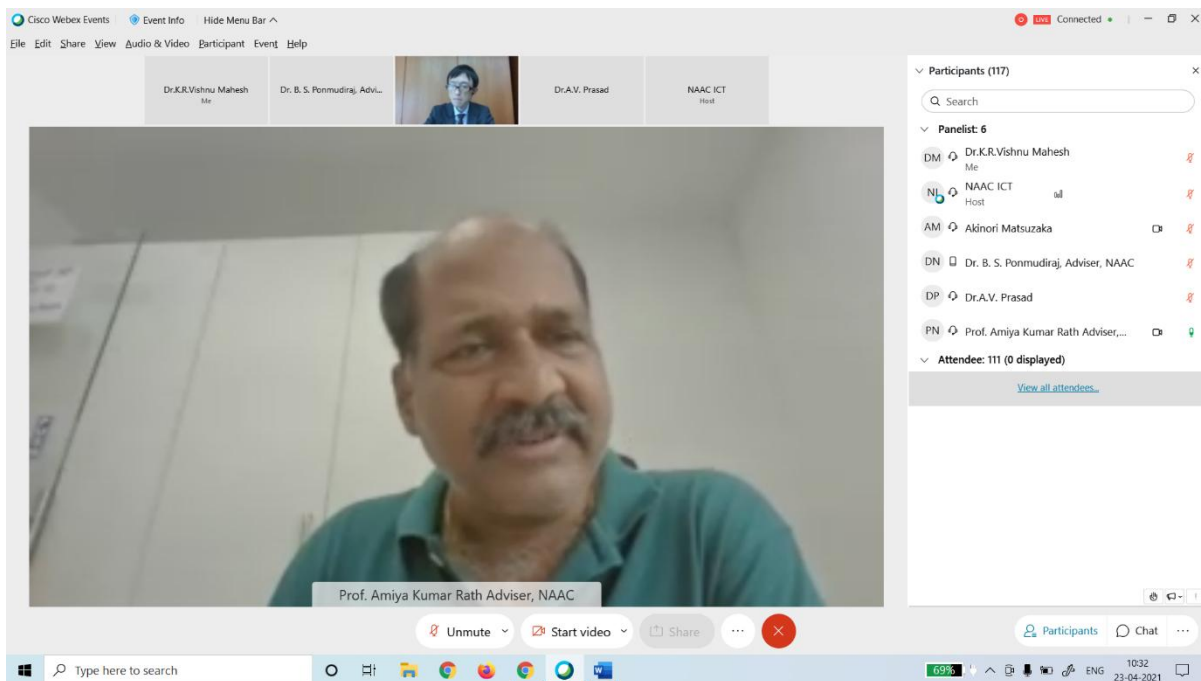 Cisco Webex Events Event Info Hide Menu Bar
LIVE Connected
File Edit Share View Audio & Video Participant Event Help
Dr.K.R.Vishnu Mahesh
Me
Dr. B. S. Ponmudiraj, Advi...
Dr.A.V. Prasad
NAAC ICT
Host
Prof. Amiya Kumar Rath Adviser, NAAC
Participants (117)
Search
Panelist: 6
DM Dr.K.R.Vishnu Mahesh
Me
NI NAAC ICT
Host
AM Akinori Matsuzaka
DN Dr. B. S. Ponmudiraj, Adviser, NAAC
DP Dr.A.V. Prasad
PN Prof. Amiya Kumar Rath Adviser,...
Attendee: 111 (0 displayed)
View all attendees...
Unmute Start video Share
Participants Chat
Type here to search
69% ENG 10:32
23-04-2021